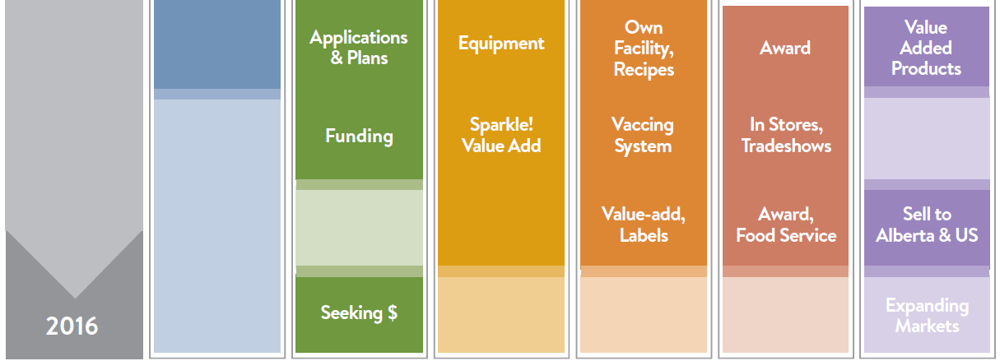 Applications
& Plans
Equipment
Own
Facility,
Recipes
Award
Value
Added
Products
Funding
Sparkle!
Value Add
Vaccing
System
In Stores,
Tradeshows
Value-add,
Labels
Award,
Food Service
Sell to
Alberta & US
2016
Seeking $
Expanding
Markets